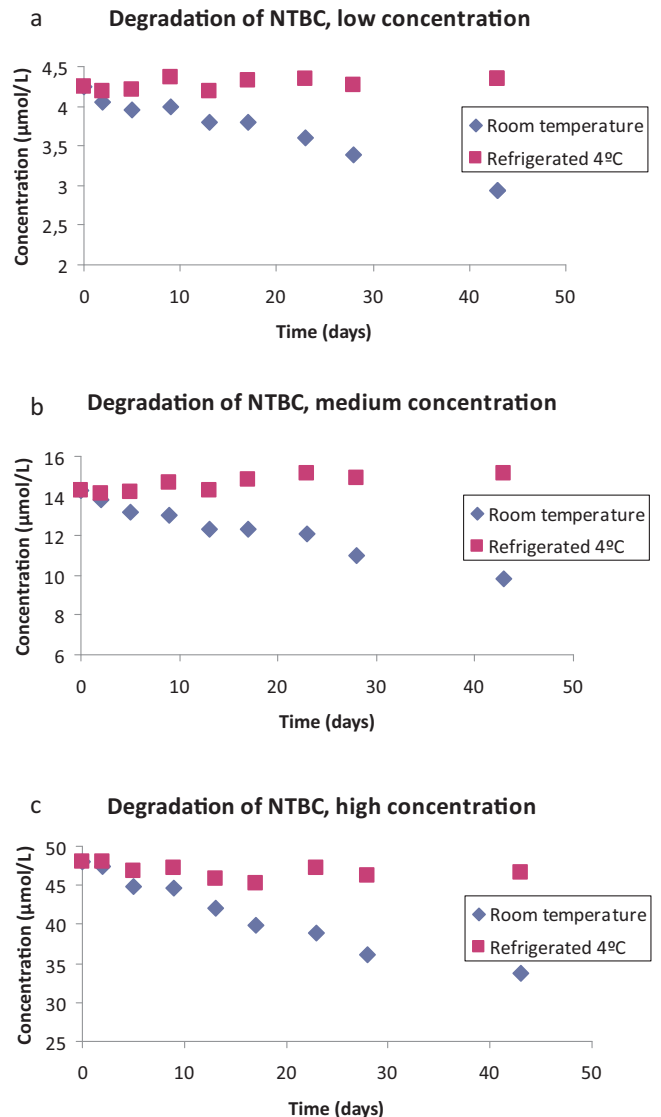 a Degradation of NTBC, low concentration
Concentration (µmol/L)
4,5
4
3,5
3
2,5
2
0 10 20 30 40 50
Time (days)
Room temperature
Refrigerated 4ºC
b Degradation of NTBC, medium concentration
Concentration (µmol/L)
16
14
12
10
8
6
0 10 20 30 40 50
Time (days)
Room temperature
Refrigerated 4ºC
c Degradation of NTBC, high concentration
Concentration (µmol/L)
50
45
40
35
30
25
0 10 20 30 40 50
Time (days)
Room temperature
Refrigerated 4ºC